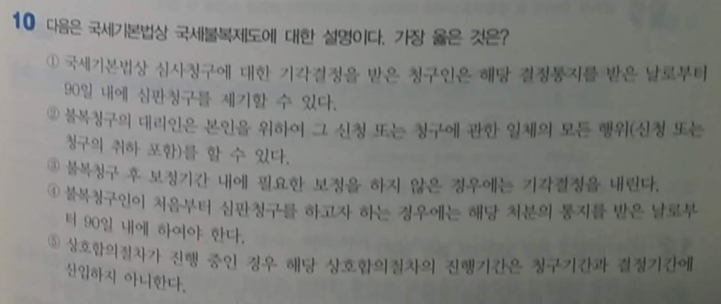 10 다음은 국세기본법상 국세불복제도에 대한 설명이다. 가장 옳은 것은?
① 국세기본법상 심사청구에 대한 기각결정을 받은 청구인은 해당 결정통지를 받은 날로부터
90일 내에 심판청구를 제기할 수 있다.
② 불복청구의 대리인은 본인을 위하여 그 신청 또는 청구에 관한 일체의 모든 행위(신청 또는
청구의 취하 포함)를 할 수 있다.
③ 불복청구 후 보정기간 내에 필요한 보정을 하지 않은 경우에는 기각결정을 내린다.
④ 불복청구인이 처음부터 심판청구를 하고자 하는 경우에는 해당 처분의 통지를 받은 날로부
터 90일 내에 하여야 한다.
⑤ 상호합의절차가 진행 중인 경우 해당 상호합의절차의 진행기간은 청구기간과 결정기간에
산입하지 아니한다.